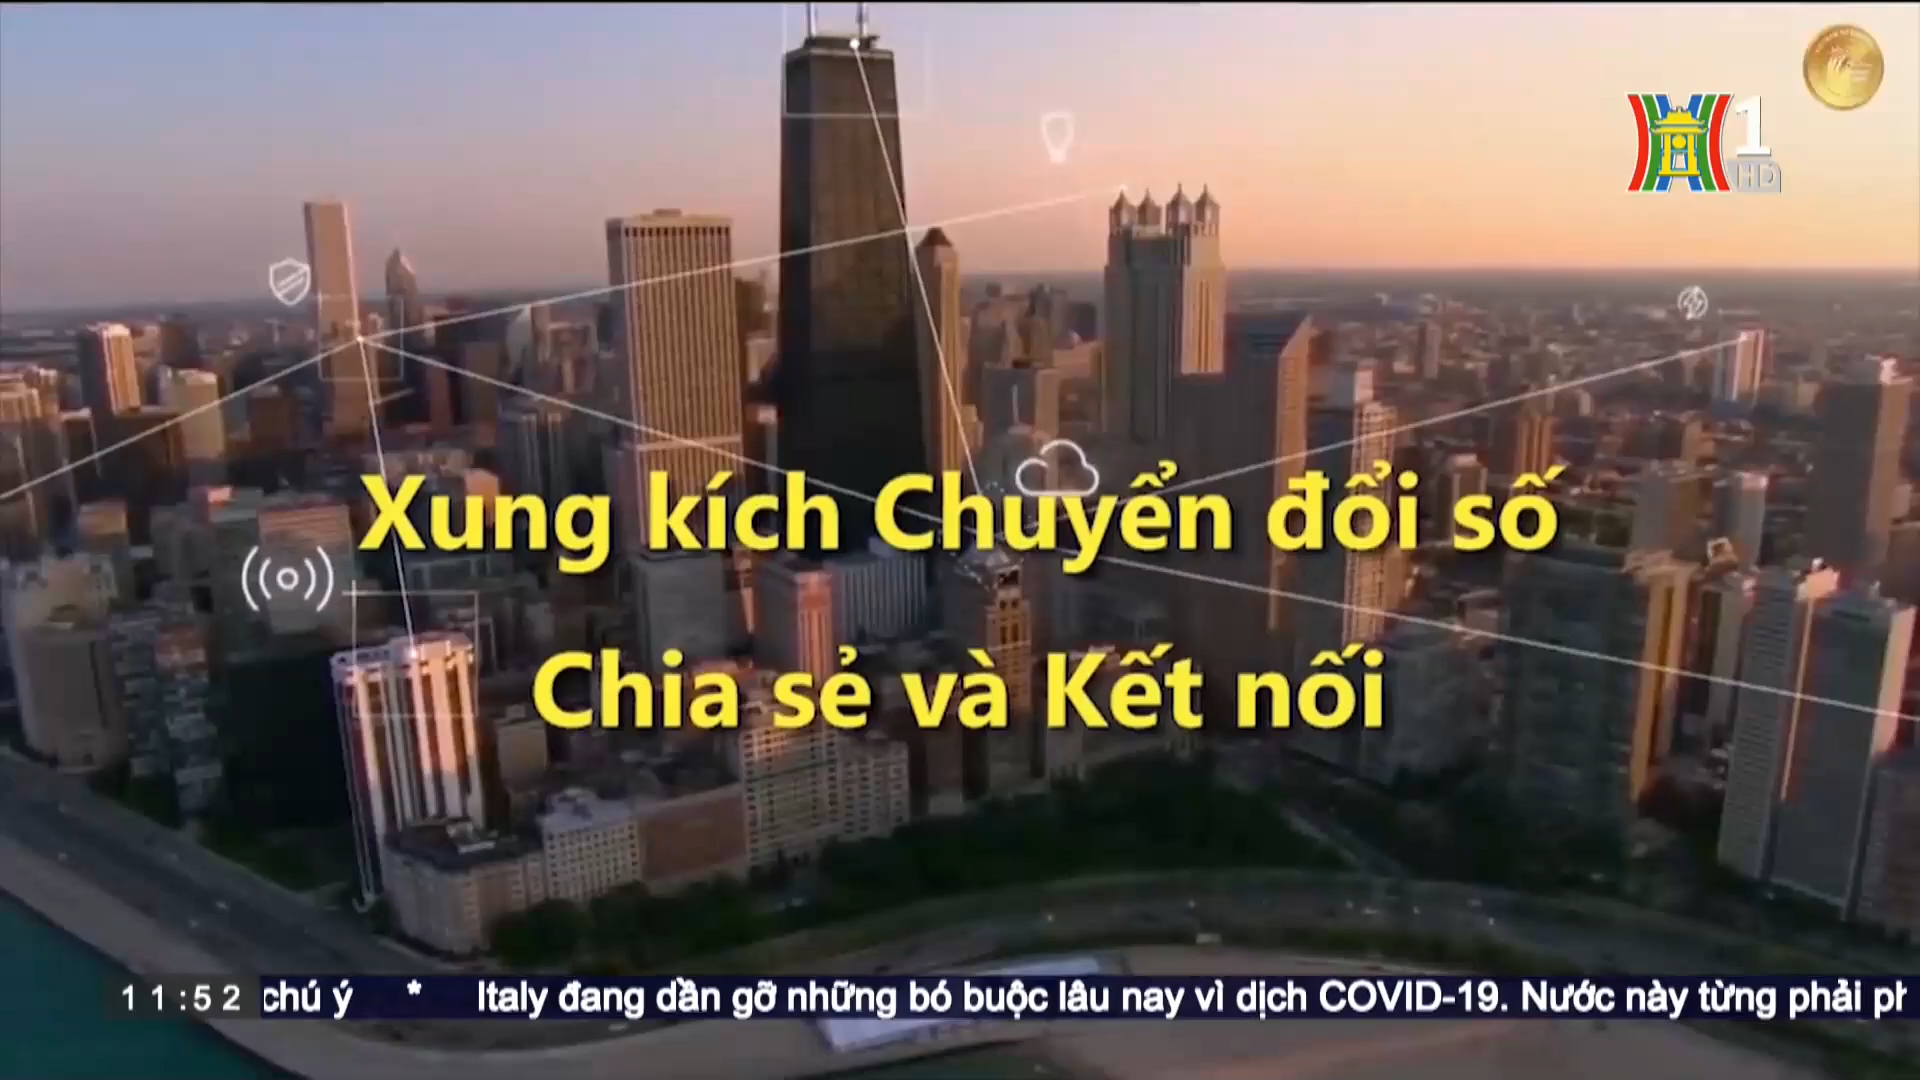 1
HD
Xung kích Chuyển đổi số
Chia sẻ và Kết nối
11:52 chú ý * Italy đang dần gỡ những bó buộc lâu nay vì dịch COVID-19. Nước này từng phải ph